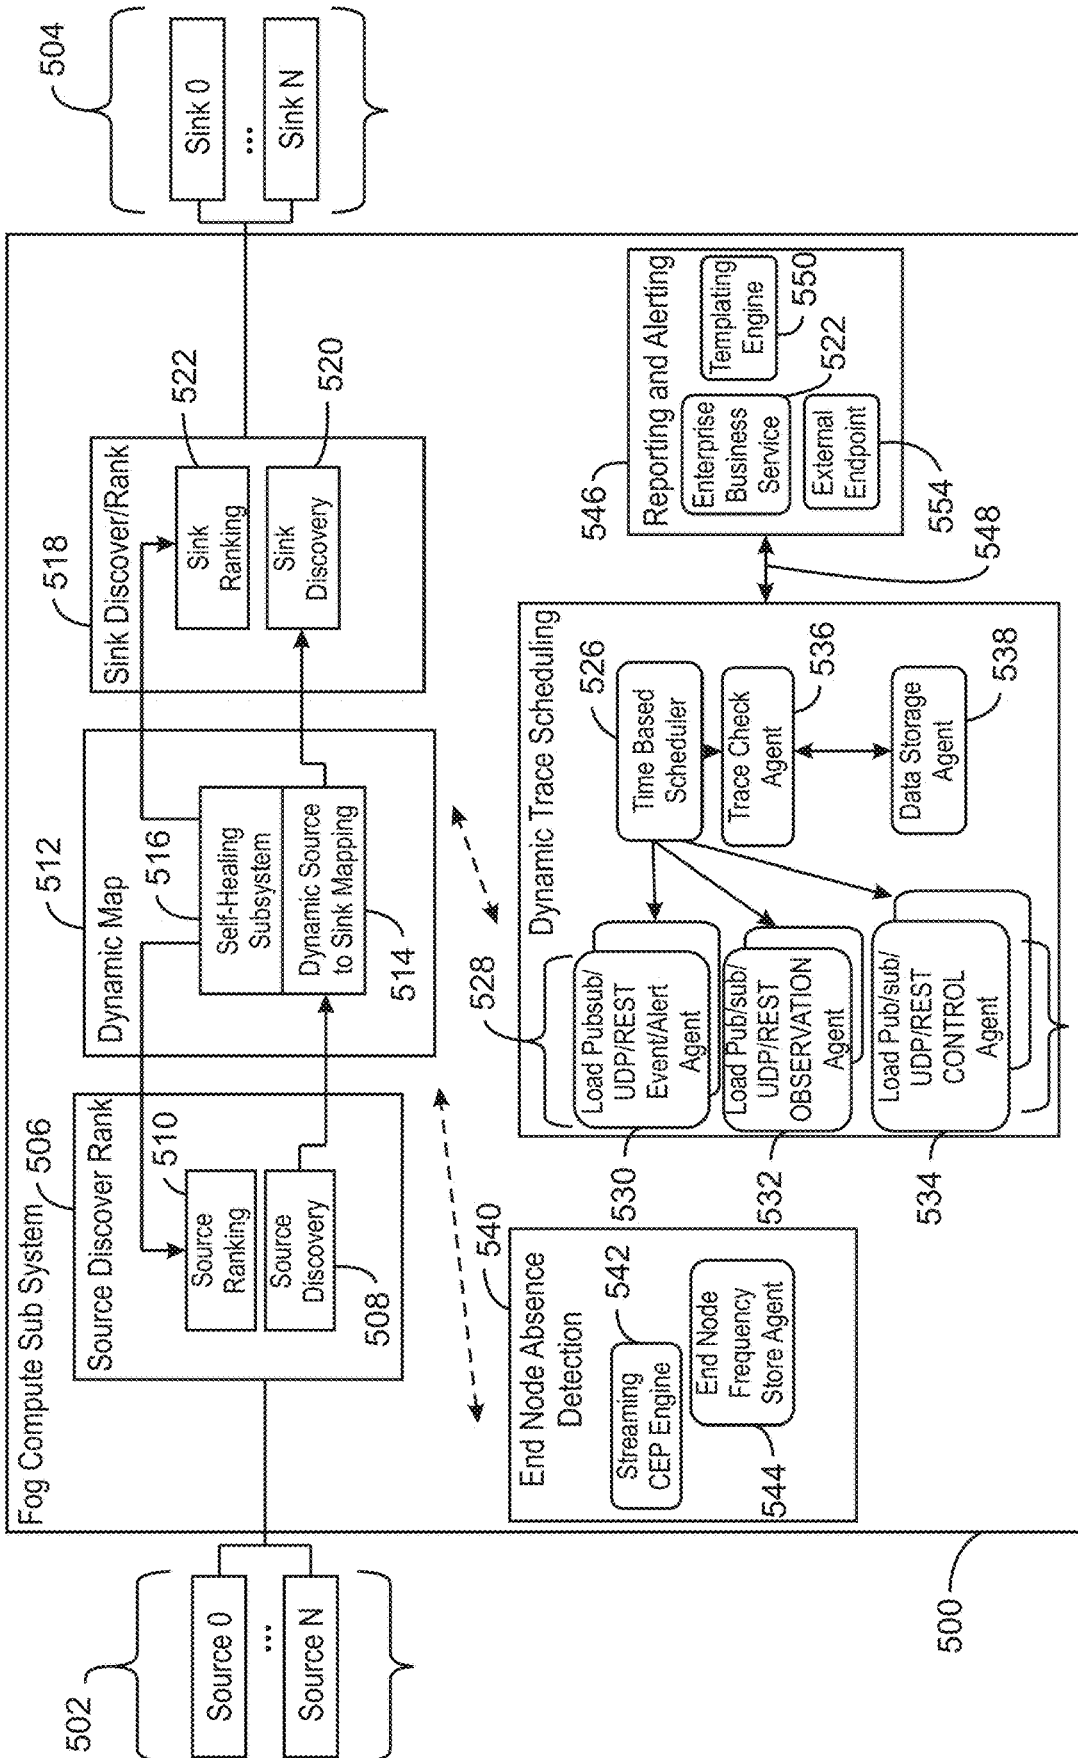 502
Source 0
...
Source N
500
Fog Compute Sub System
506
Source Discover Rank
510
Source
Ranking
Source
Discovery
508
512
Dynamic Map
516
Self-Healing
Subsystem
Dynamic Source
to Sink Mapping
514
518
Sink Discover/Rank
522
Sink
Ranking
Sink
Discovery
520
504
Sink 0
...
Sink N
540
End Node Absence
Detection
542
Streaming
CEP Engine
End Node
Frequency
Store Agent
544
Dynamic Trace Scheduling
528
Load Pubsub/
UDP/REST
Event/Alert
Agent
530
Load Pub/sub/
UDP/REST
OBSERVATION
Agent
532
Load Pub/sub/
UDP/REST
CONTROL
Agent
534
526
Time Based
Scheduler
Trace Check
Agent
536
Data Storage
Agent
538
548
546
Reporting and Alerting
Enterprise
Business
Service
522
Templating
Engine
550
External
Endpoint
554